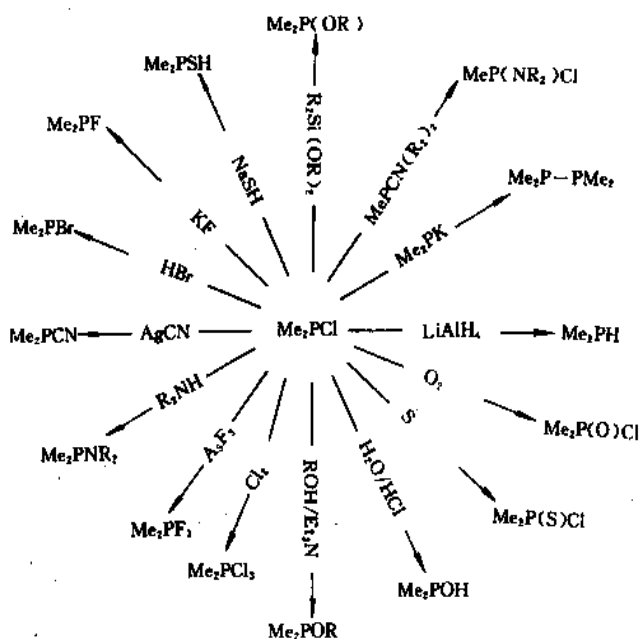 Me₂P(OR)
Me₂PSH
MeP(NR₂)Cl
R₂Si(OR)₂
Me₂PF
NaSH
MePCN(R₂)₂
Me₂P—PMe₂
KF
Me₂PK
Me₂PBr
HBr
Me₂PCN
AgCN
Me₂PCl
LiAlH₄
Me₂PH
R₂NH
O₂
Me₂P(O)Cl
A₃F₃
S
Me₂PNR₂
Cl₂
ROH/Et₃N
H₂O/HCl
Me₂P(S)Cl
Me₂PF₃
Me₂PCl₃
Me₂POH
Me₂POR